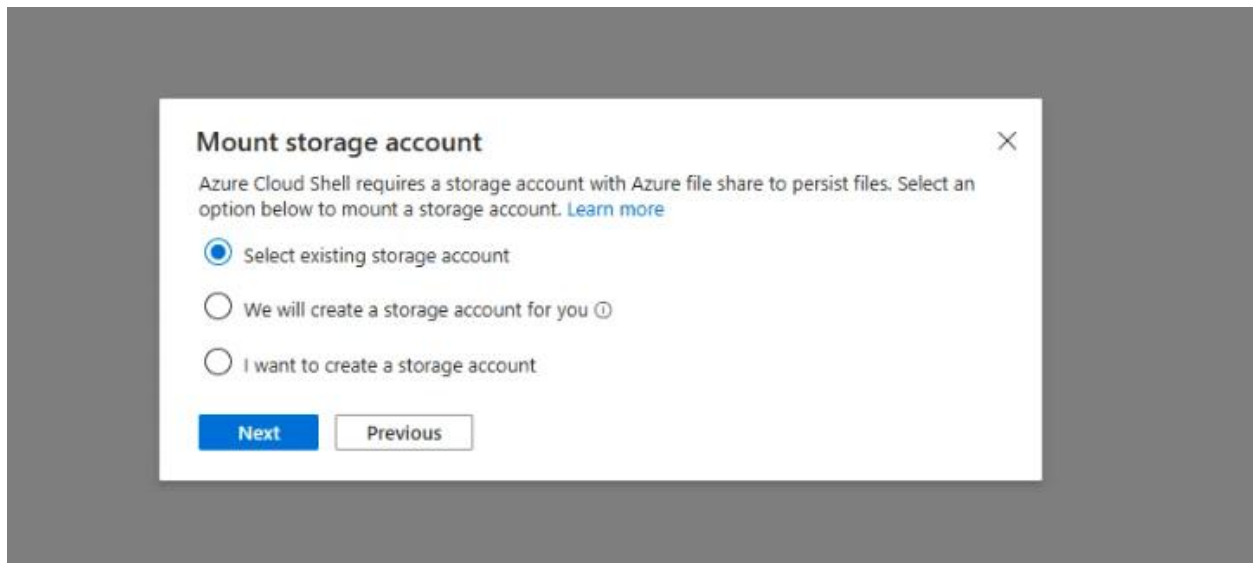 Mount storage account
Azure Cloud Shell requires a storage account with Azure file share to persist files. Select an
option below to mount a storage account. Learn more
Select existing storage account
We will create a storage account for you
I want to create a storage account
Next
Previous